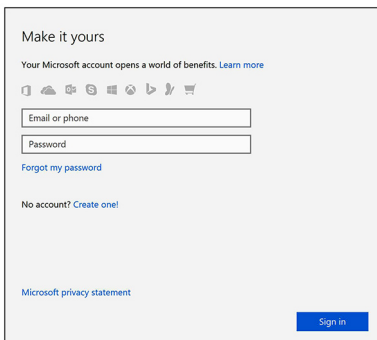 Make it yours
Your Microsoft account opens a world of benefits. Learn more
Email or phone
Password
Forgot my password
No account? Create one!
Microsoft privacy statement
Sign in